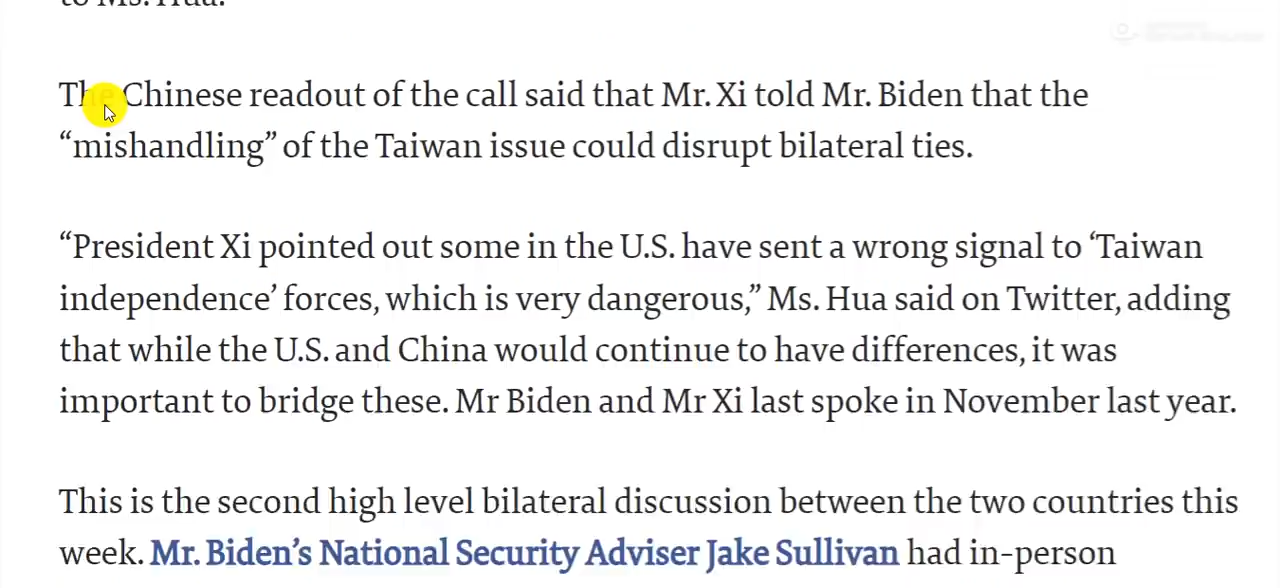 to Ms. Hua.
The Chinese readout of the call said that Mr. Xi told Mr. Biden that the
“mishandling” of the Taiwan issue could disrupt bilateral ties.
“President Xi pointed out some in the U.S. have sent a wrong signal to ‘Taiwan
independence’ forces, which is very dangerous,” Ms. Hua said on Twitter, adding
that while the U.S. and China would continue to have differences, it was
important to bridge these. Mr Biden and Mr Xi last spoke in November last year.
This is the second high level bilateral discussion between the two countries this
week. Mr. Biden’s National Security Adviser Jake Sullivan had in-person